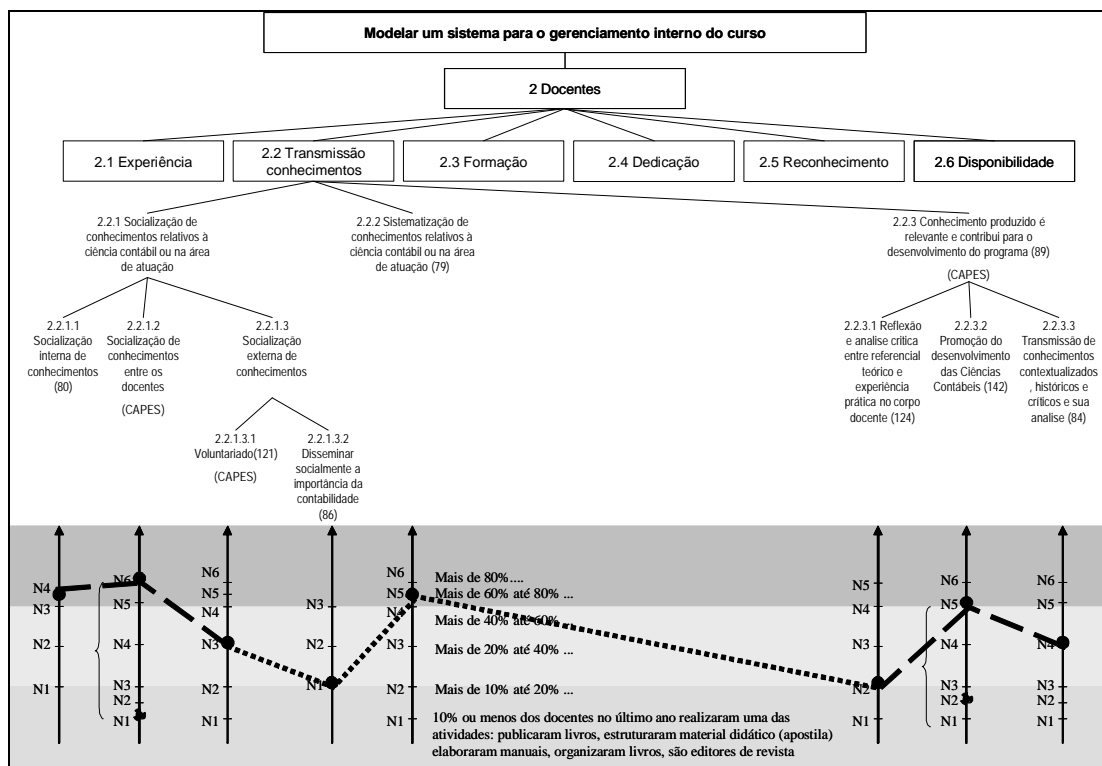 Modelar um sistema para o gerenciamento interno do curso
2 Docentes
2.1 Experiência
2.2 Transmissão
conhecimentos
2.3 Formação
2.4 Dedicação
2.5 Reconhecimento
2.6 Disponibilidade
2.2.1 Socialização de
conhecimentos relativos à
ciência contábil ou na área
de atuação
2.2.2 Sistematização de
conhecimentos relativos à
ciência contábil ou na área
de atuação (79)
2.2.3 Conhecimento produzido é
relevante e contribui para o
desenvolvimento do programa (89)
(CAPES)
2.2.1.1
Socialização
interna de
conhecimentos
(80)
2.2.1.2
Socialização de
conhecimentos
entre os
docentes
(CAPES)
2.2.1.3
Socialização
externa de
conhecimentos
2.2.3.1 Reflexão
e analise critica
entre referencial
teórico e
experiência
prática no corpo
docente (124)
2.2.3.2
Promoção do
desenvolvimento
das Ciências
Contábeis (142)
2.2.3.3
Transmissão de
conhecimentos
contextualizados
, históricos e
críticos e sua
analise (84)
2.2.1.3.1
Voluntariado(121)
(CAPES)
2.2.1.3.2
Disseminar
socialmente a
importância da
contabilidade
(86)
N4
N3
N2
N1
N6
N5
N4
N3
N2
N1
N6
N5
N4
N3
N2
N1
N3
N2
N1
N6
N5
N4
N3
N2
N1
Mais de 80%....
Mais de 60% até 80% ...
Mais de 40% até 60%...
Mais de 20% até 40% ...
Mais de 10% até 20% ...
10% ou menos dos docentes no último ano realizaram uma das
atividades: publicaram livros, estruturaram material didático (apostila)
elaboraram manuais, organizaram livros, são editores de revista
N5
N4
N3
N2
N1
N6
N5
N4
N3
N2
N1
N6
N5
N4
N3
N2
N1